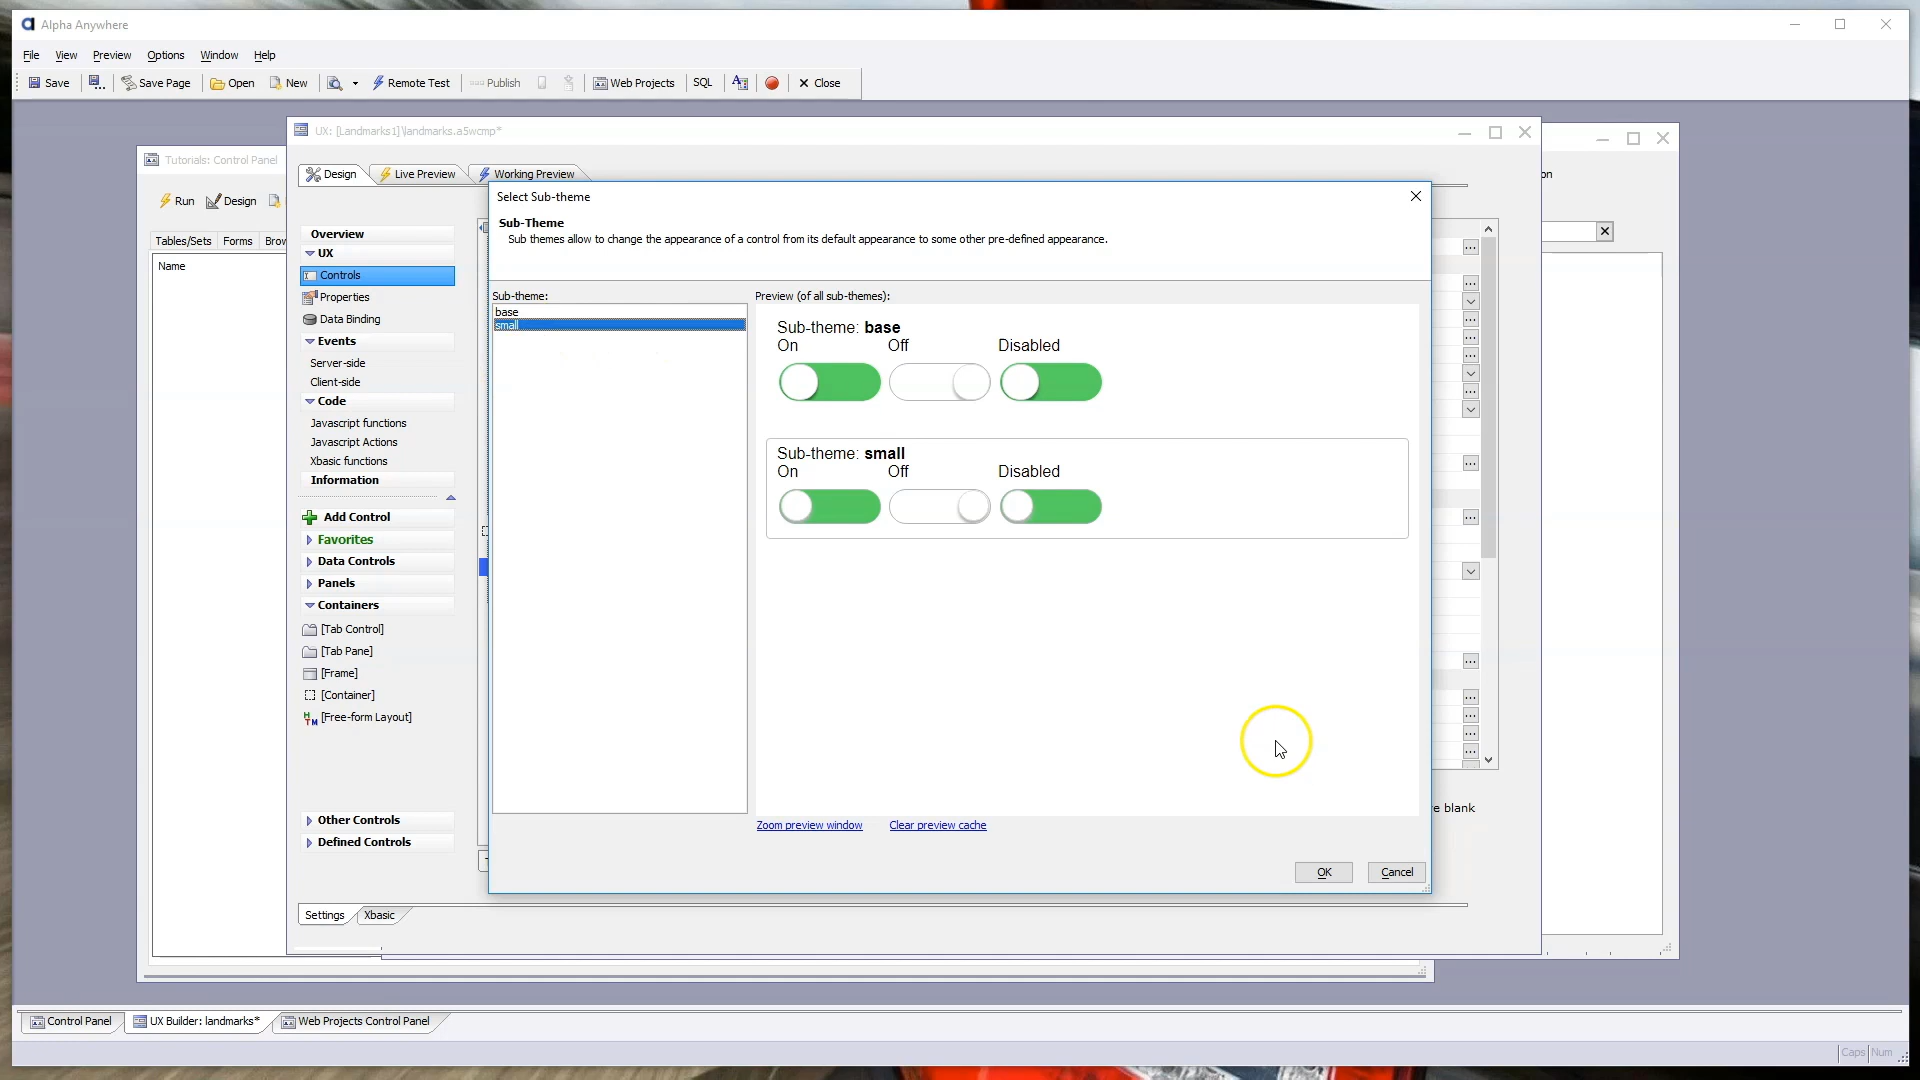 Alpha Anywhere
File View Preview Options Window Help
Save Save Page Open New Remote Test Publish Web Projects SQL Close
UX: [Landmarks1]\landmarks.a5wcmp*
Tutorials: Control Panel
Design Live Preview Working Preview
on
Run Design
Tables/Sets Forms Brow
Name
Overview
UX
Controls
Properties
Data Binding
Events
Server-side
Client-side
Code
Javascript functions
Javascript Actions
Xbasic functions
Information
Add Control
Favorites
Data Controls
Panels
Containers
[Tab Control]
[Tab Pane]
[Frame]
[Container]
[Free-form Layout]
Other Controls
Defined Controls
Settings Xbasic
Select Sub-theme
Sub-Theme
Sub themes allow to change the appearance of a control from its default appearance to some other pre-defined appearance.
Sub-theme:
base
small
Preview (of all sub-themes):
Sub-theme: base
On Off Disabled
Sub-theme: small
On Off Disabled
Zoom preview window Clear preview cache
OK Cancel
e blank
Control Panel UX Builder: landmarks* Web Projects Control Panel
Caps Num